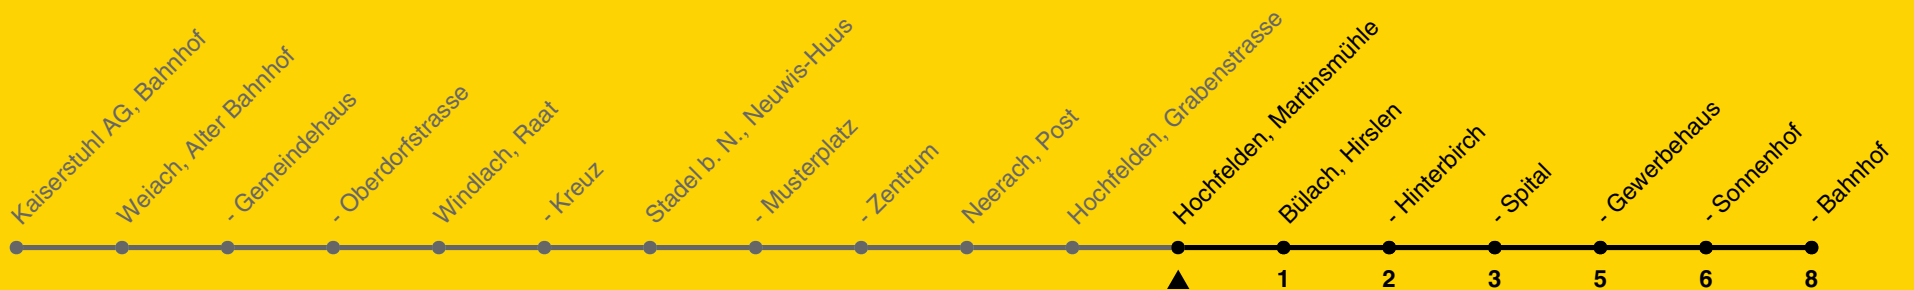 Kaiserstuhl AG, Bahnhof
Weiach, Alter Bahnhof
- Gemeindehaus
- Oberdorfstrasse
Windlach, Raat
- Kreuz
Stadel b. N., Neuwis-Huus
- Musterplatz
- Zentrum
Neerach, Post
Hochfelden, Grabenstrasse
Hochfelden, Martinsmühle
Bülach, Hirslen
- Hinterbirch
- Spital
- Gewerbehaus
- Sonnenhof
- Bahnhof
1 2 3 5 6 8